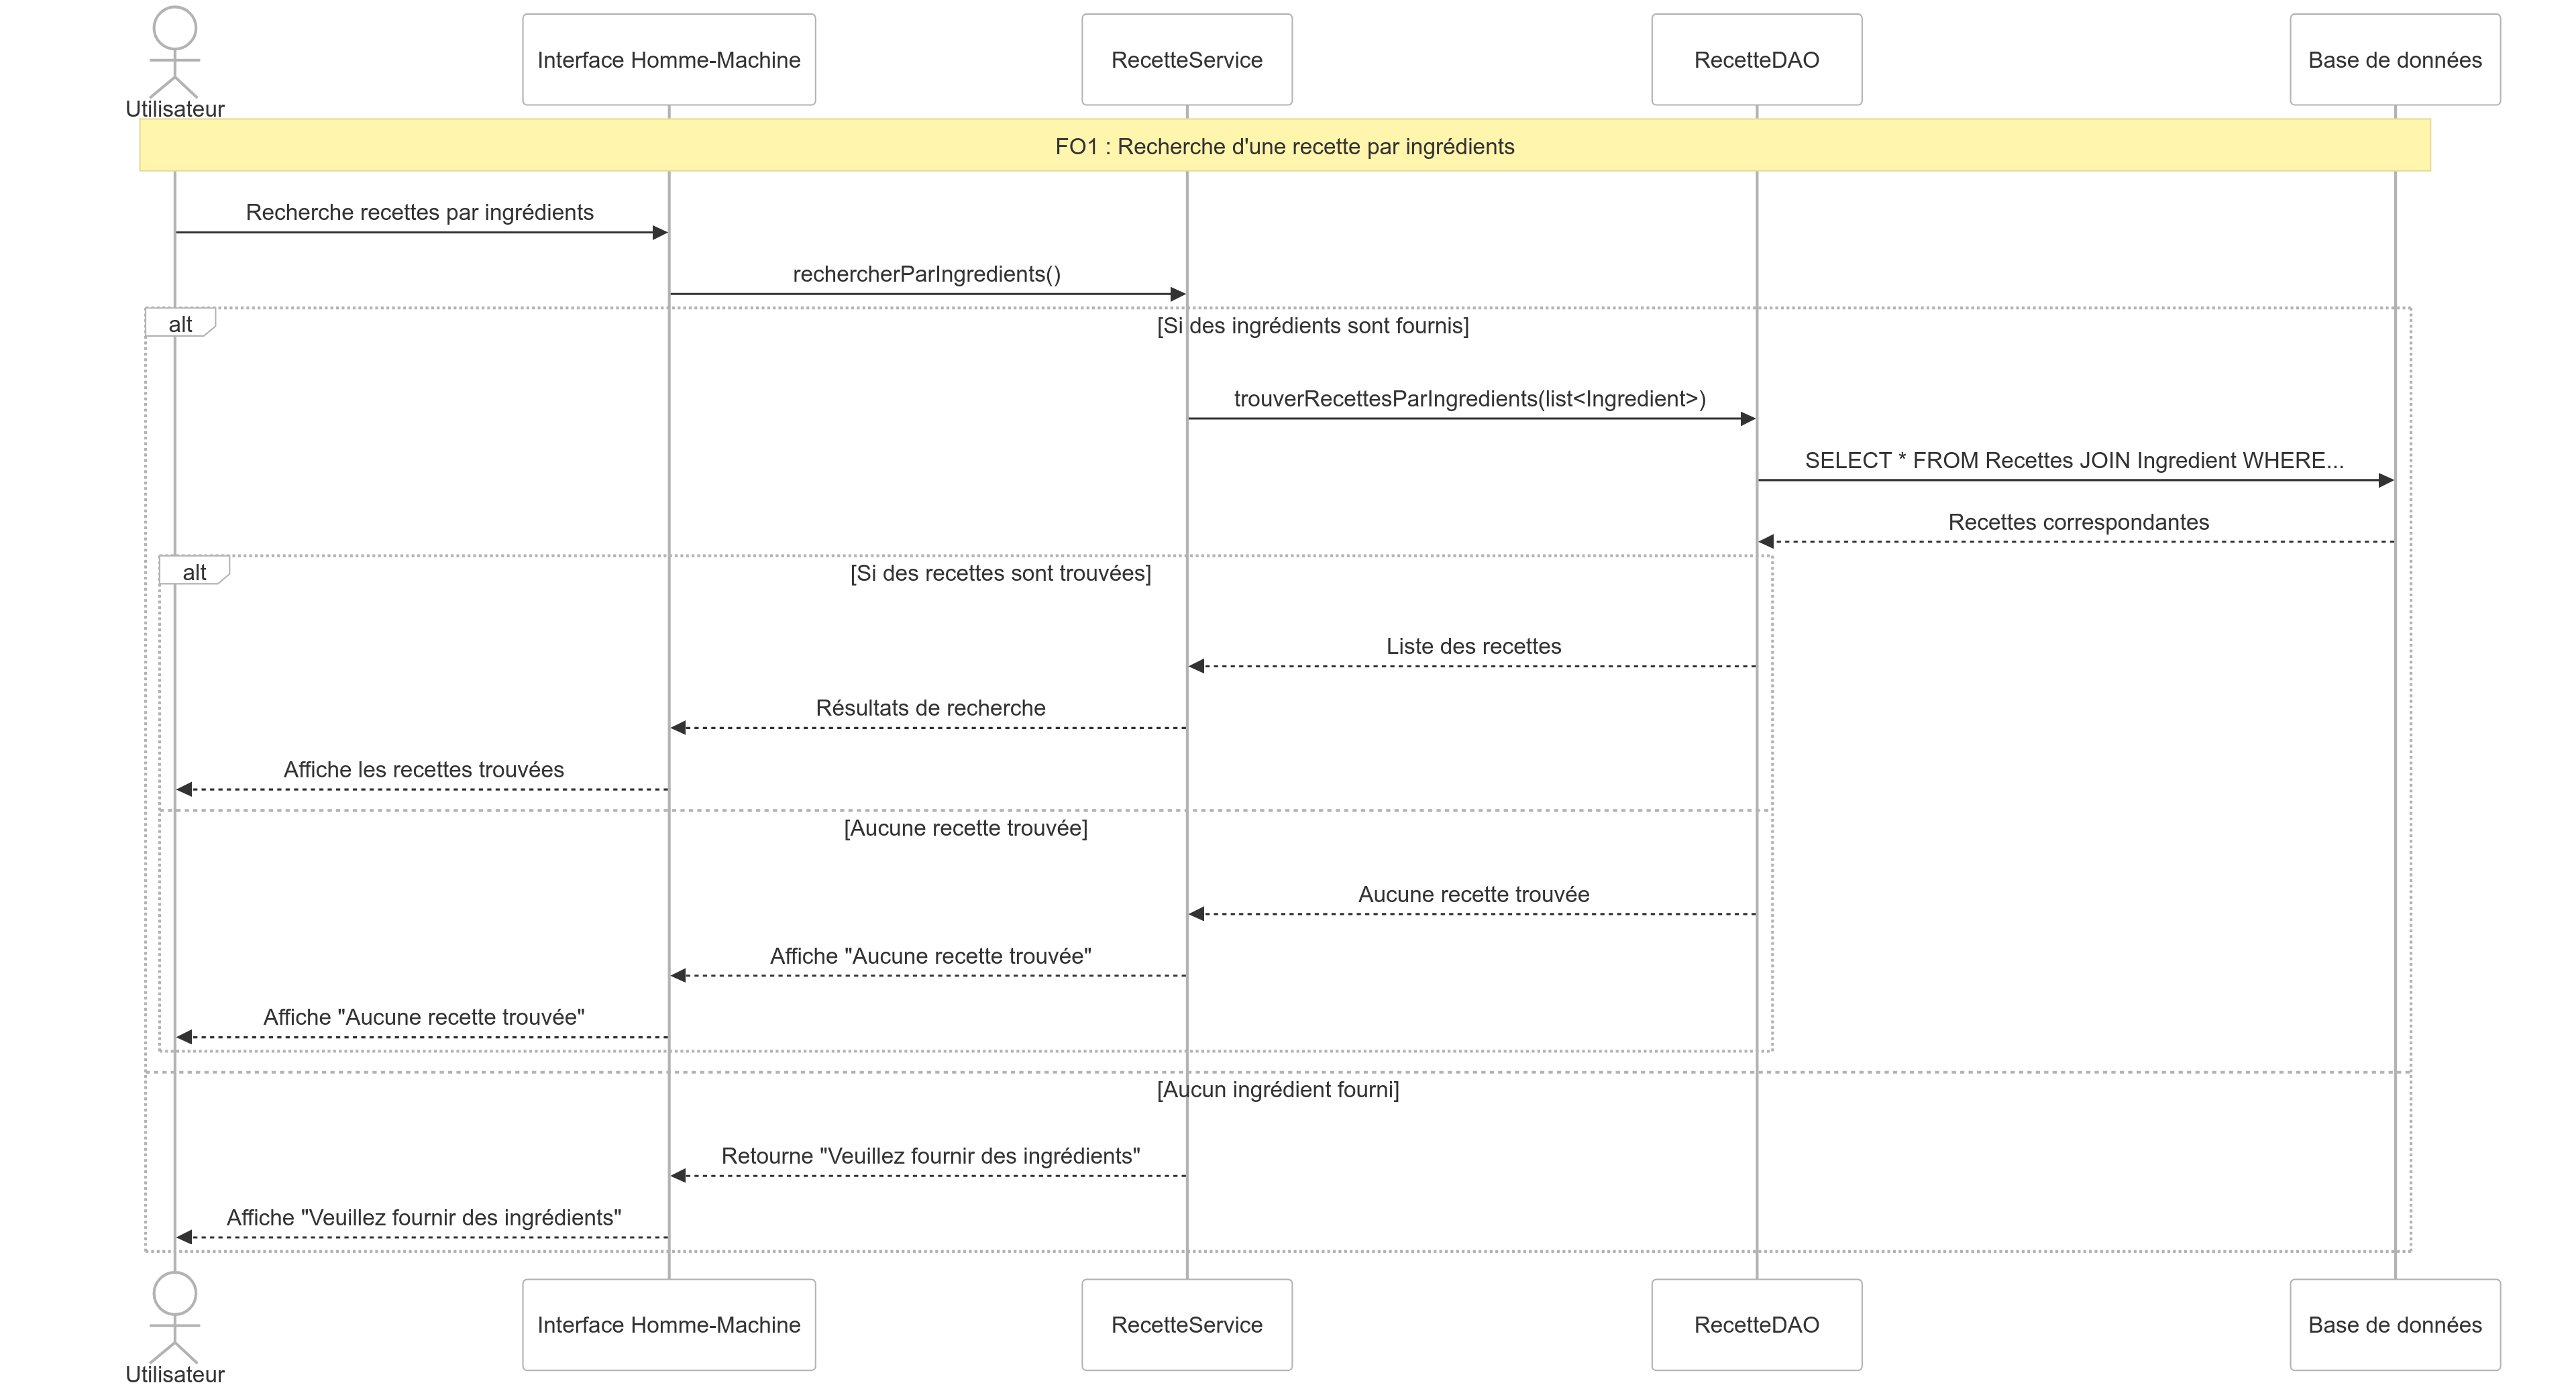 Utilisateur
Interface Homme-Machine
RecetteService
RecetteDAO
Base de données
FO1 : Recherche d'une recette par ingrédients
Recherche recettes par ingrédients
rechercherParIngredients()
alt
[Si des ingrédients sont fournis]
trouverRecettesParIngredients(list<Ingredient>)
SELECT * FROM Recettes JOIN Ingredient WHERE...
Recettes correspondantes
alt
[Si des recettes sont trouvées]
Liste des recettes
Résultats de recherche
Affiche les recettes trouvées
[Aucune recette trouvée]
Aucune recette trouvée
Affiche "Aucune recette trouvée"
Affiche "Aucune recette trouvée"
[Aucun ingrédient fourni]
Retourne "Veuillez fournir des ingrédients"
Affiche "Veuillez fournir des ingrédients"
Utilisateur
Interface Homme-Machine
RecetteService
RecetteDAO
Base de données